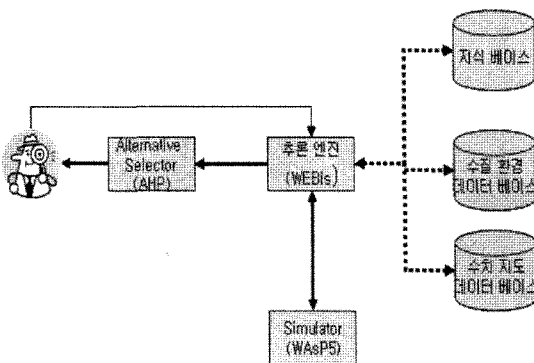 지식 베이스
Alternative
Selector
(AHP)
추론 엔진
(WEBIs)
수질 환경
데이터 베이스
수치 지도
데이터 베이스
Simulator
(WAsP5)